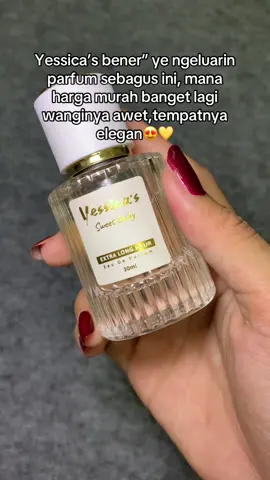 Yessica's bener" ye ngeluarin
parfum sebagus ini, mana
harga murah banget lagi
wanginya awet,tempatnya
elegan😍💛
Yessica's
Sweet
EXTRA LONG
Eau De Parfum
30ml